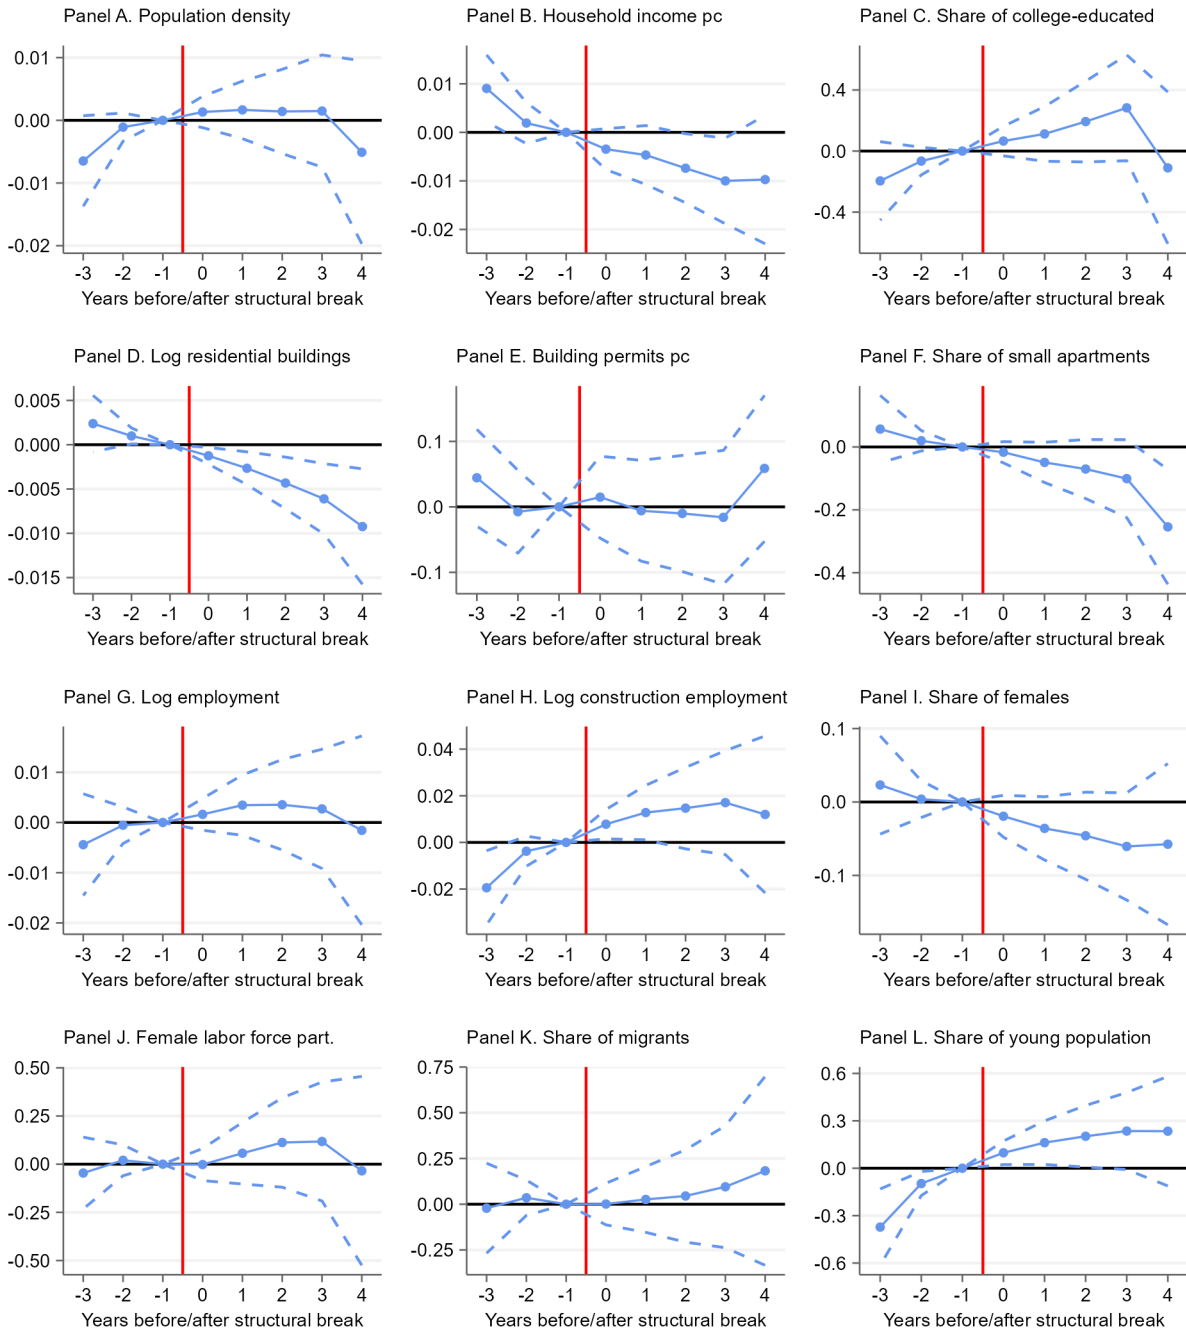 Panel A. Population density
0.01
0.00
-0.01
-0.02
-3 -2 -1 0 1 2 3 4
Years before/after structural break
Panel B. Household income pc
0.01
0.00
-0.01
-0.02
-3 -2 -1 0 1 2 3 4
Years before/after structural break
Panel C. Share of college-educated
0.4
0.0
-0.4
-3 -2 -1 0 1 2 3 4
Years before/after structural break
Panel D. Log residential buildings
0.005
0.000
-0.005
-0.010
-0.015
-3 -2 -1 0 1 2 3 4
Years before/after structural break
Panel E. Building permits pc
0.1
0.0
-0.1
-3 -2 -1 0 1 2 3 4
Years before/after structural break
Panel F. Share of small apartments
0.0
-0.2
-0.4
-3 -2 -1 0 1 2 3 4
Years before/after structural break
Panel G. Log employment
0.01
0.00
-0.01
-0.02
-3 -2 -1 0 1 2 3 4
Years before/after structural break
Panel H. Log construction employment
0.04
0.02
0.00
-0.02
-3 -2 -1 0 1 2 3 4
Years before/after structural break
Panel I. Share of females
0.1
0.0
-0.1
-3 -2 -1 0 1 2 3 4
Years before/after structural break
Panel J. Female labor force part.
0.50
0.25
0.00
-0.25
-0.50
-3 -2 -1 0 1 2 3 4
Years before/after structural break
Panel K. Share of migrants
0.75
0.50
0.25
0.00
-0.25
-3 -2 -1 0 1 2 3 4
Years before/after structural break
Panel L. Share of young population
0.6
0.3
0.0
-0.3
-0.6
-3 -2 -1 0 1 2 3 4
Years before/after structural break